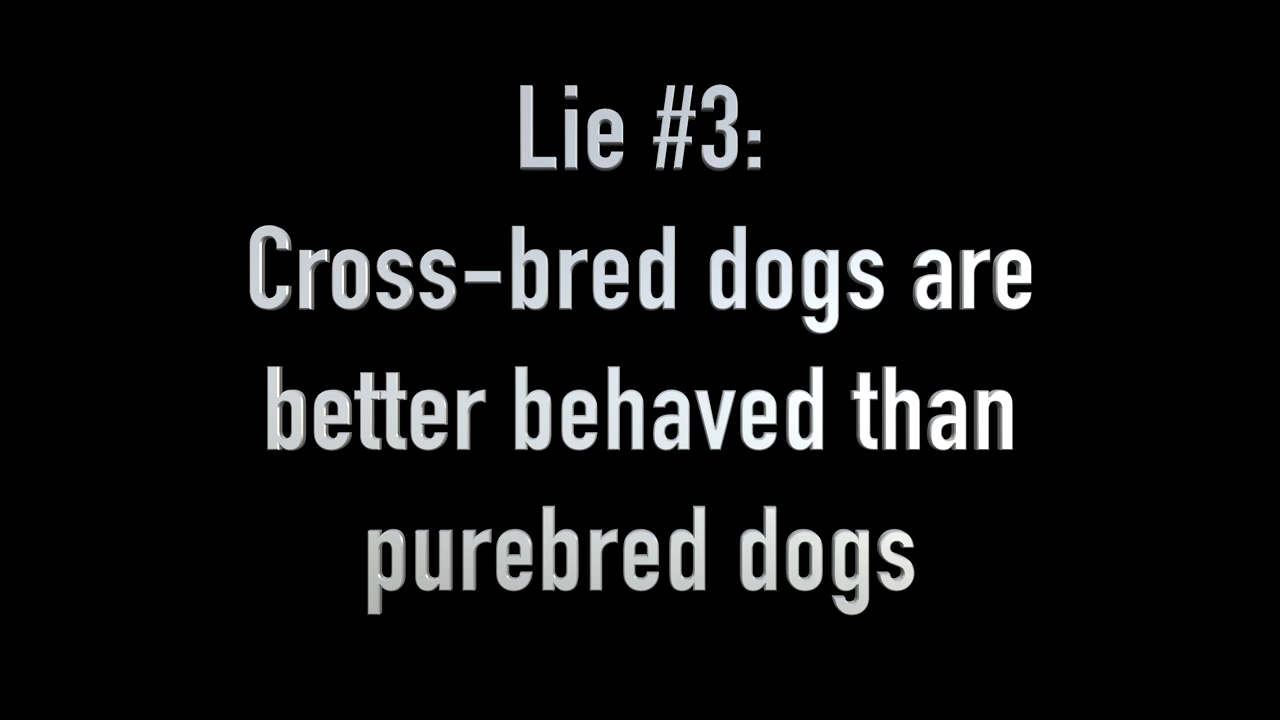 Lie #3:
Cross-bred dogs are
better behaved than
purebred dogs